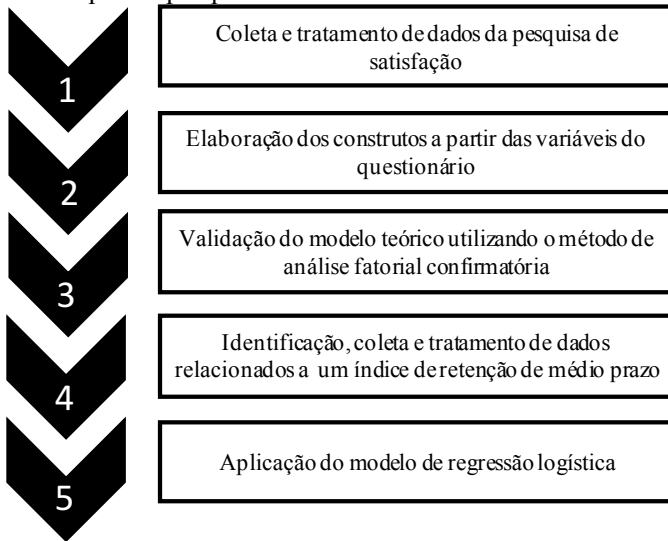 1
Coleta e tratamento de dados da pesquisa de
satisfação
2
Elaboração dos construtos a partir das variáveis do
questionário
3
Validação do modelo teórico utilizando o método de
análise fatorial confirmatória
4
Identificação, coleta e tratamento de dados
relacionados a um índice de retenção de médio prazo
5
Aplicação do modelo de regressão logística